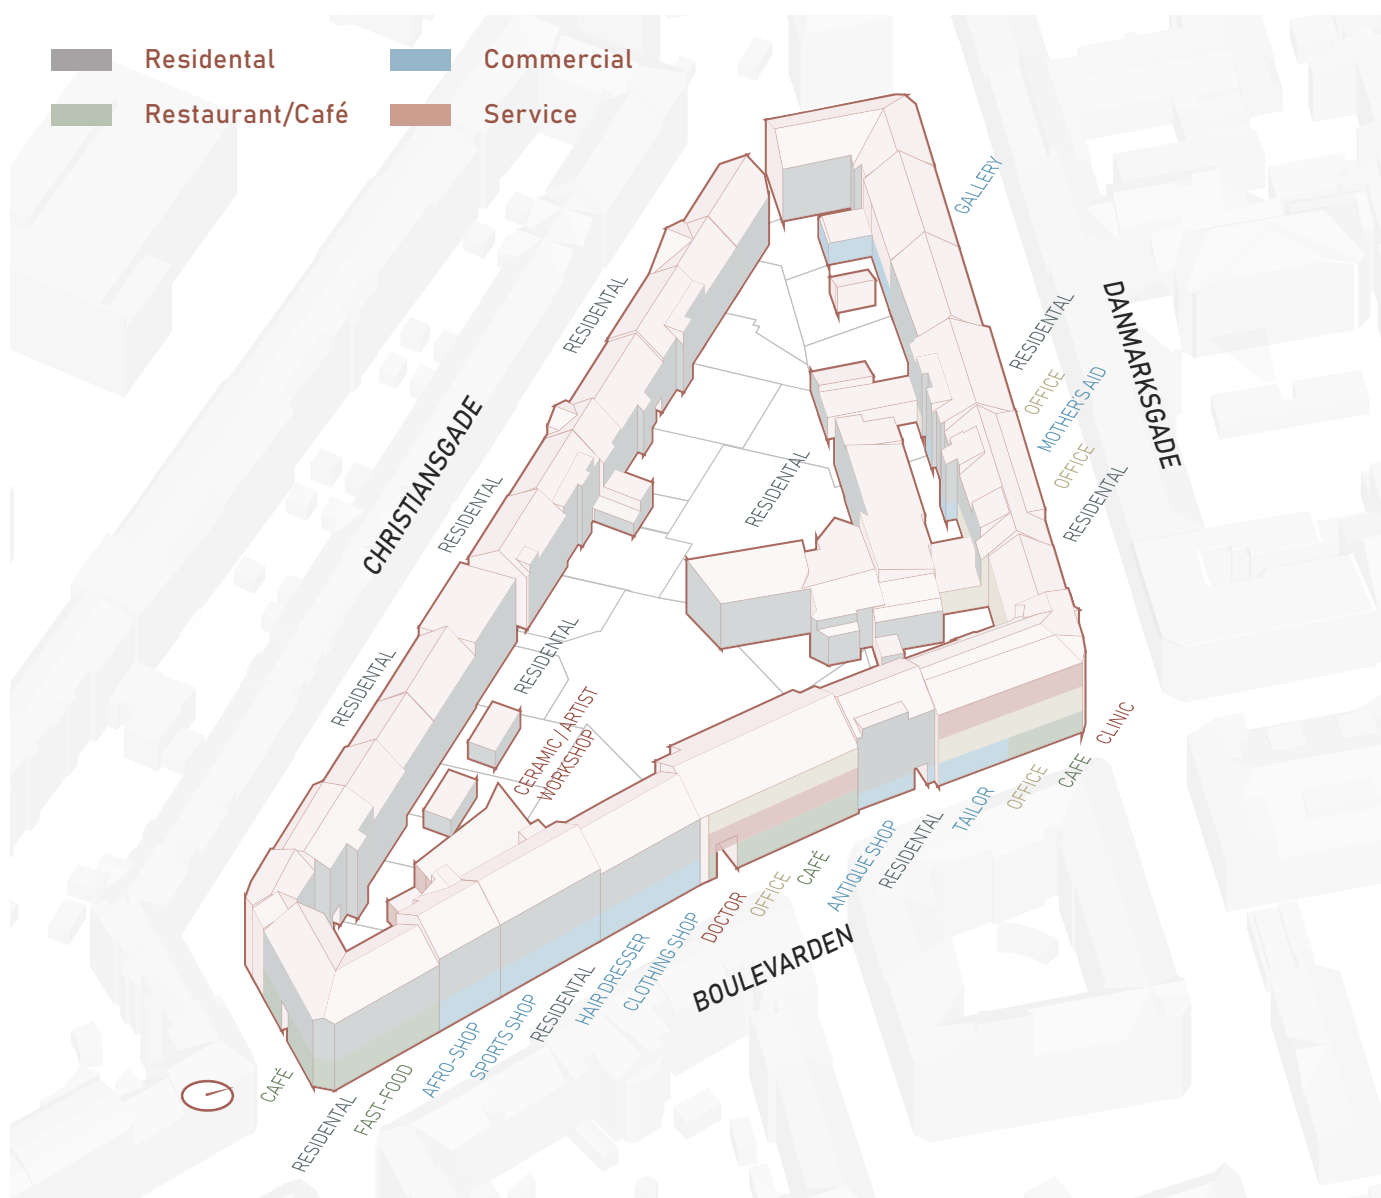 Residental
Commercial
Restaurant/Café
Service
GALLERY
RESIDENTAL
RESIDENTAL
DANMARKSGADE
OFFICE
MOTHER'S AID
OFFICE
RESIDENTAL
CHRISTIANSGADE
RESIDENTAL
RESIDENTAL
RESIDENTAL
RESIDENTAL
CERAMIC / ARTIST
WORKSHOP
CLINIC
CAFE
OFFICE
TAILOR
RESIDENTAL
ANTIQUE SHOP
CAFÉ
OFFICE
DOCTOR
BOULEVARDEN
CLOTHING SHOP
HAIR DRESSER
RESIDENTAL
SPORTS SHOP
AFRO-SHOP
FAST-FOOD
RESIDENTAL
CAFÉ